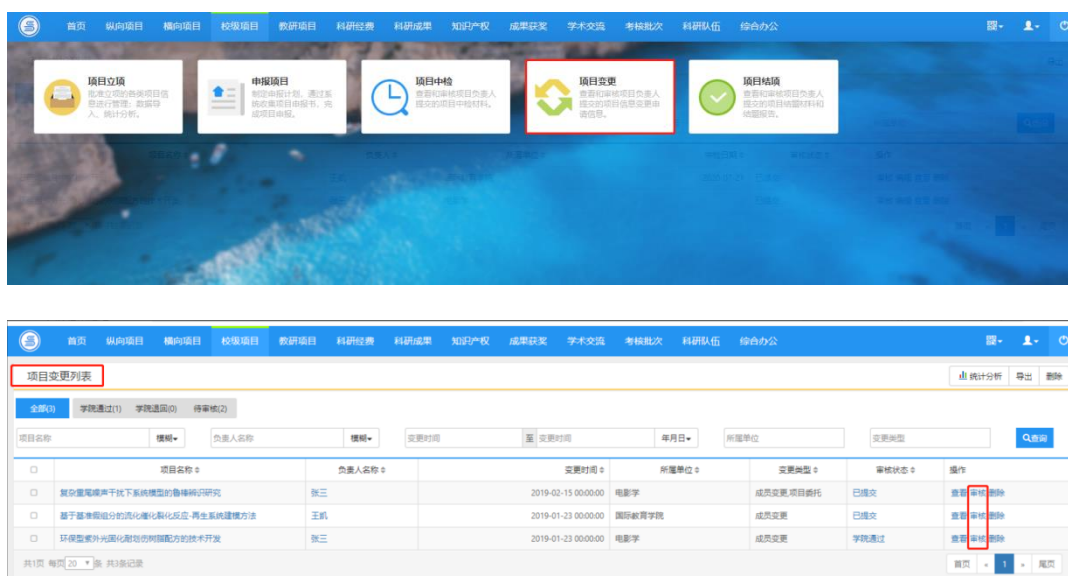 首页 纵向项目 横向项目 校级项目 教研项目 科研经费 科研成果 知识产权 成果获奖 学术交流 考核批次 科研队伍 综合办公
项目立项
批准立项的各类项目信
息进行管理；数据导
入、统计分析。
申报项目
制定申报计划，通过系
统收集项目申报书，完
成项目申报。
项目中检
查看和审核项目负责人
提交的项目中检材料。
项目变更
查看和审核项目负责人
提交的项目信息变更申
请信息。
项目结项
查看和审核项目负责人
提交的项目结题材料和
结题报告。
首页 纵向项目 横向项目 校级项目 教研项目 科研经费 科研成果 知识产权 成果获奖 学术交流 考核批次 科研队伍 综合办公
项目变更列表 统计分析 导出 删除
全部(3) 学院通过(1) 学院退回(0) 待审核(2)
项目名称 模糊 负责人名称 模糊 变更时间 至 变更时间 年月日 所属单位 变更类型 查询
项目名称 负责人名称 变更时间 所属单位 变更类型 审核状态 操作
复杂重尾噪声干扰下系统模型的鲁棒辨识研究 张三 2019-02-15 00:00:00 电影学 成员变更,项目委托 已提交 查看 审核 删除
基于基准假组分的流化催化裂化反应-再生系统建模方法 王凯 2019-01-23 00:00:00 国际教育学院 成员变更 已提交 查看 审核 删除
环保型紫外光固化耐划伤树脂配方的技术开发 张三 2019-01-23 00:00:00 电影学 成员变更 学院通过 查看 审核 删除
共1页 每页 20 条 共3条记录 首页 « 1 » 尾页